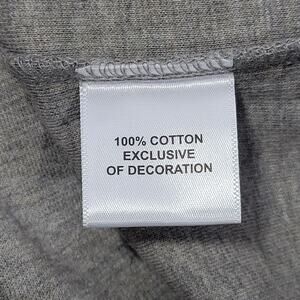 100% COTTON
EXCLUSIVE
OF DECORATION